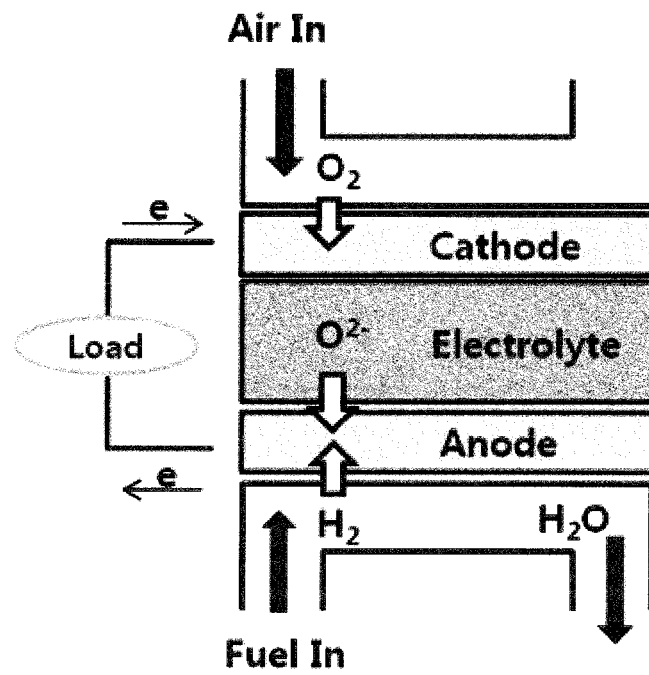 Air In
O₂
e
Cathode
Load
O²⁻
Electrolyte
Anode
e
H₂
H₂O
Fuel In